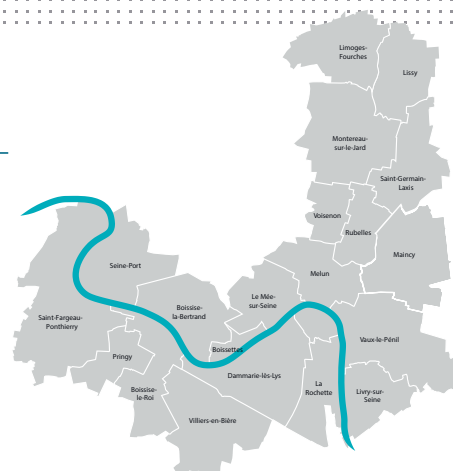 Limoges-
Fourches
Lissy
Montereau-
sur-le-Jard
Saint-Germain-
Laxis
Voisenon
Rubelles
Maincy
Seine-Port
Melun
Le Mée-
sur-Seine
Boissise-
la-Bertrand
Saint-Fargeau-
Ponthierry
Vaux-le-Pénil
Boissettes
Pringy
Dammarie-lès-Lys
La
Rochette
Boissise-
le-Roi
Livry-sur-
Seine
Villiers-en-Bière